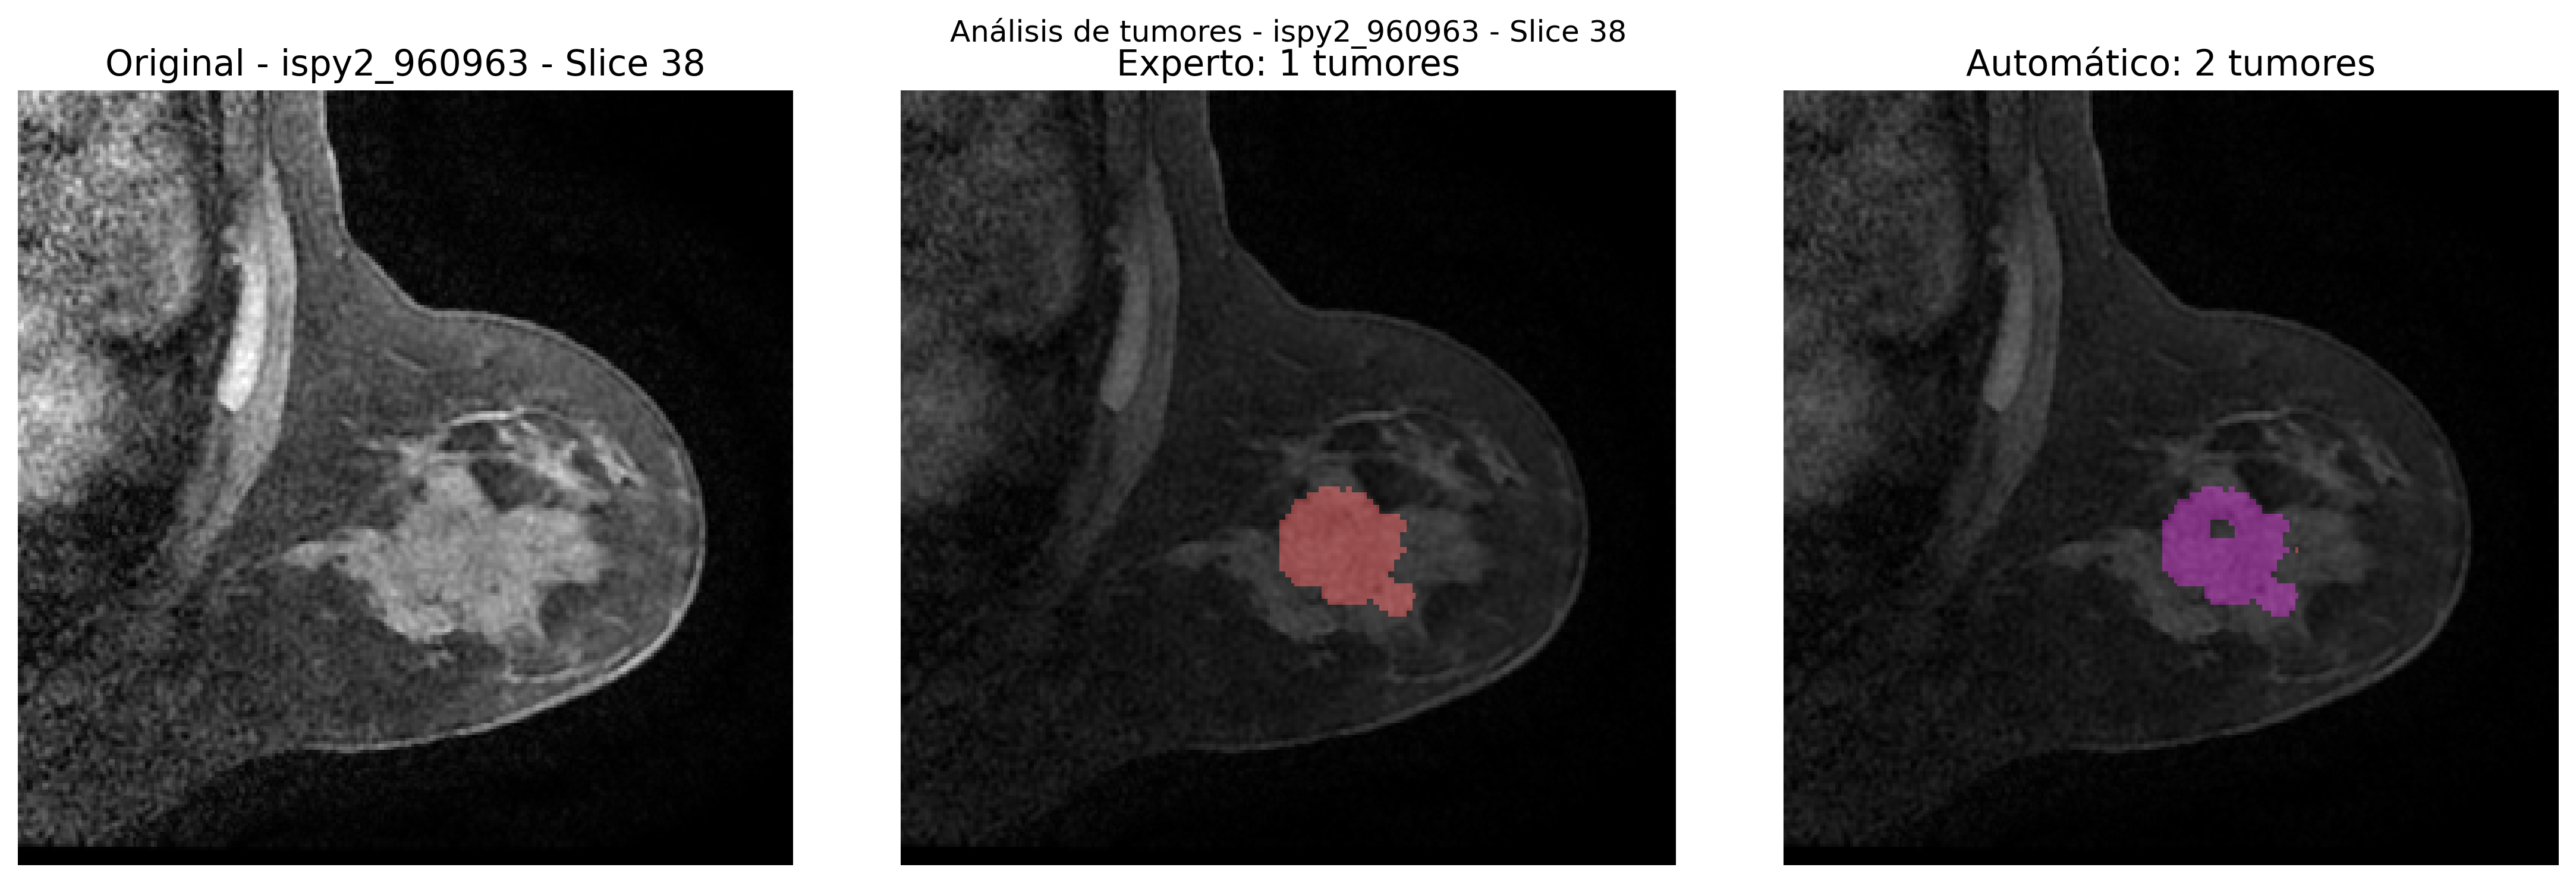 Análisis de tumores - ispy2_960963 - Slice 38
Original - ispy2_960963 - Slice 38
Experto: 1 tumores
Automático: 2 tumores